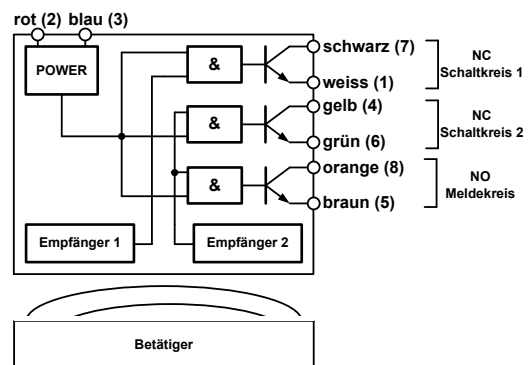 rot (2) blau (3)
POWER
&
schwarz (7)
weiss (1)
NC
Schaltkreis 1
&
gelb (4)
grün (6)
NC
Schaltkreis 2
&
orange (8)
braun (5)
NO
Meldekreis
Empfänger 1
Empfänger 2
Betätiger